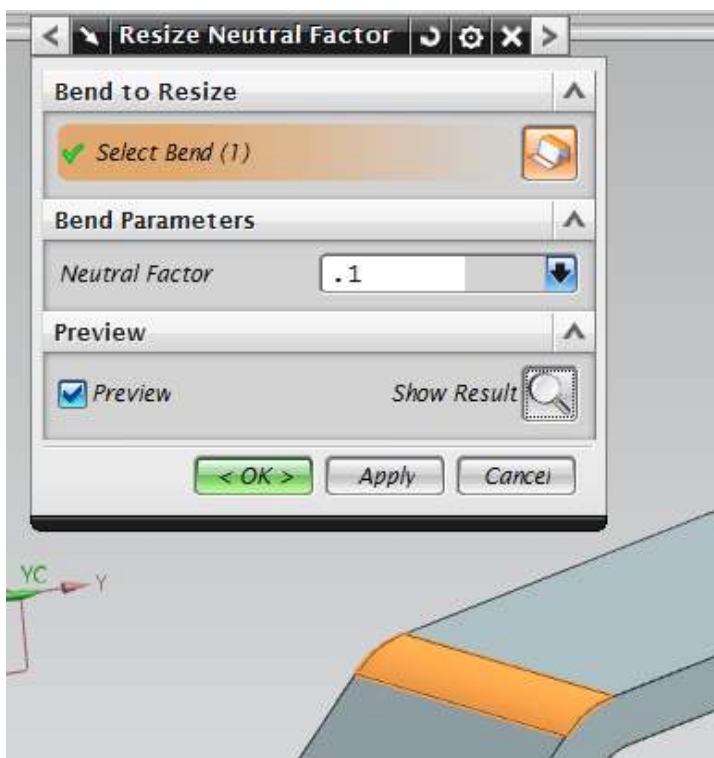 Resize Neutral Factor
Bend to Resize
Select Bend (1)
Bend Parameters
Neutral Factor .1
Preview
Preview Show Result
< OK > Apply Cancel
YC Y